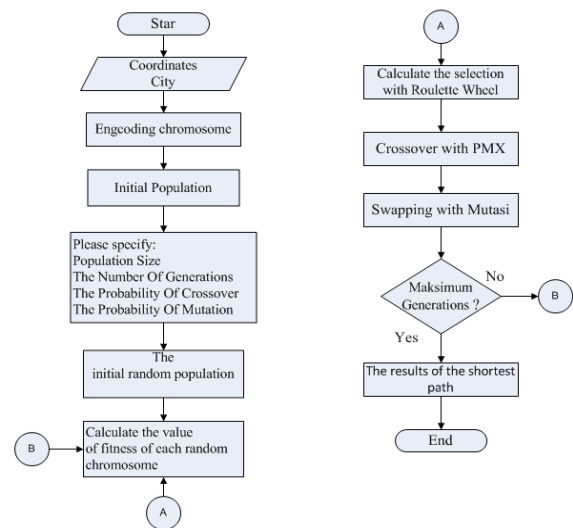 Star
Coordinates
City
Engcoding chromosome
Initial Population
Please specify:
Population Size
The Number Of Generations
The Probability Of Crossover
The Probability Of Mutation
The
initial random population
B
Calculate the value
of fitness of each random
chromosome
A
A
Calculate the selection
with Roulette Wheel
Crossover with PMX
Swapping with Mutasi
Maksimum
Generations ?
No
B
Yes
The results of the shortest
path
End